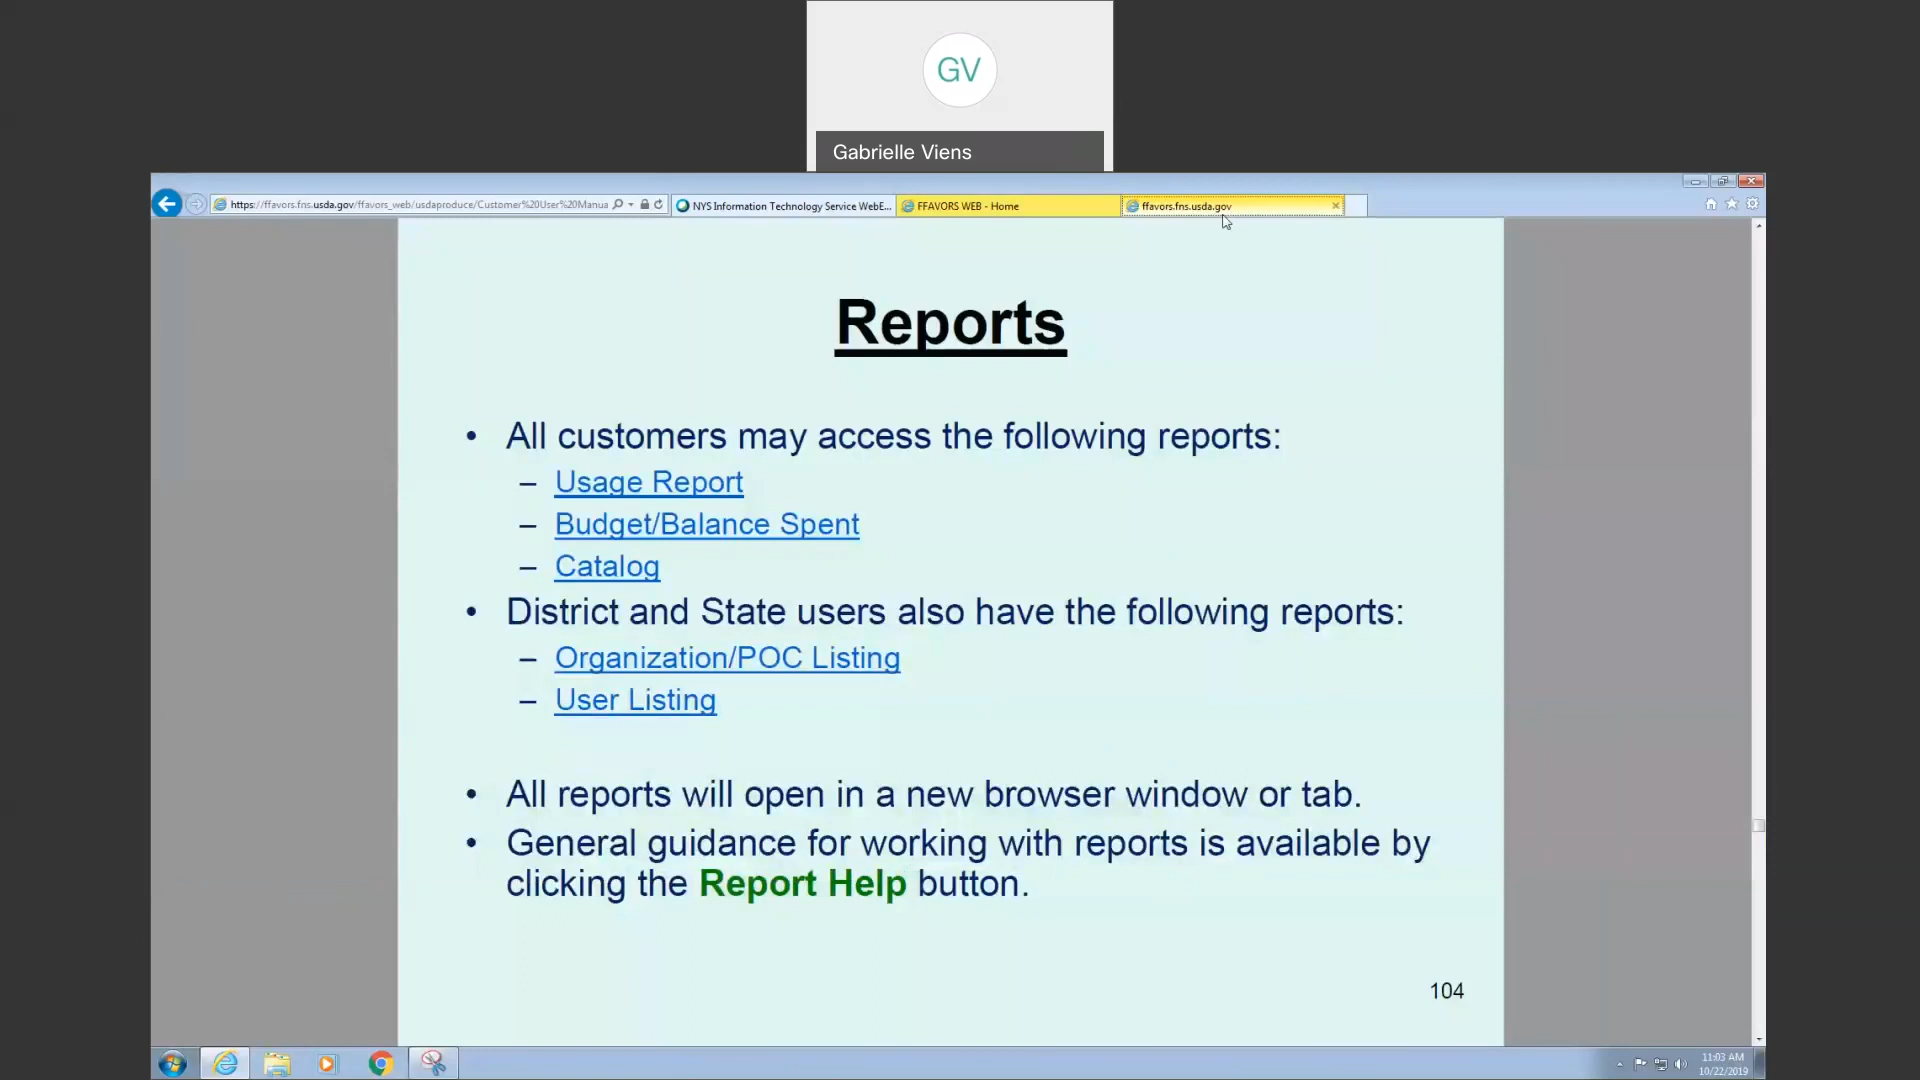 GV
Gabrielle Viens
https://ffavors.fns.usda.gov/ffavors_web/usdaproduce/Customer%20User%20Manua
NYS Information Technology Service WebE...
FFAVORS WEB - Home
ffavors.fns.usda.gov
Reports
• All customers may access the following reports:
– Usage Report
– Budget/Balance Spent
– Catalog
• District and State users also have the following reports:
– Organization/POC Listing
– User Listing
• All reports will open in a new browser window or tab.
• General guidance for working with reports is available by
clicking the Report Help button.
104
11:03 AM
10/22/2019